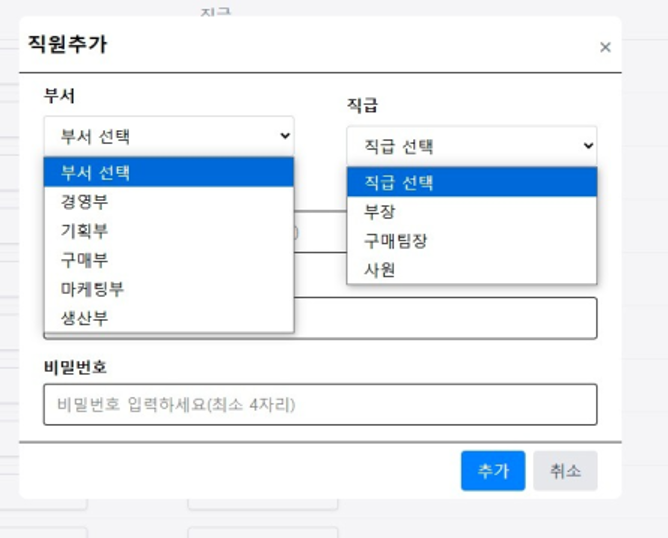 직급
직원추가
×
부서
직급
부서 선택
직급 선택
부서 선택
경영부
기획부
구매부
마케팅부
생산부
직급 선택
부장
구매팀장
사원
)
비밀번호
비밀번호 입력하세요(최소 4자리)
추가
취소